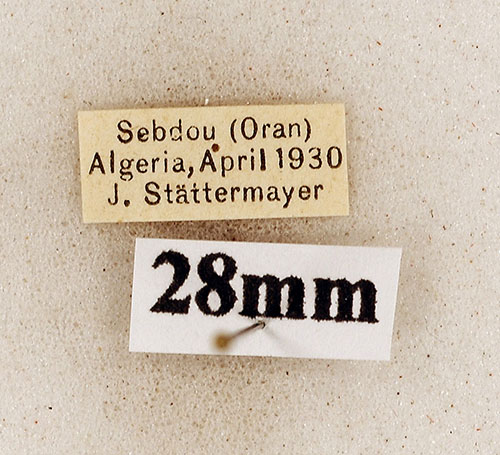 Sebdou (Oran)
Algeria, April 1930
J. Stättermayer
28mm